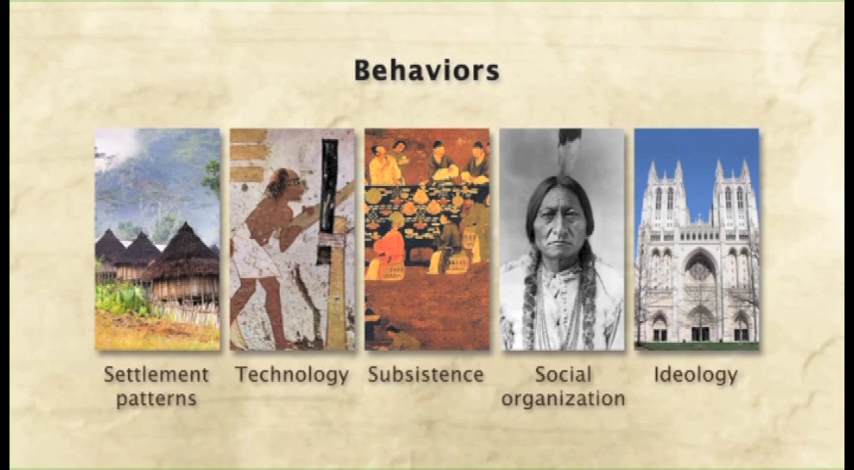 Behaviors
Settlement
patterns
Technology
Subsistence
Social
organization
Ideology